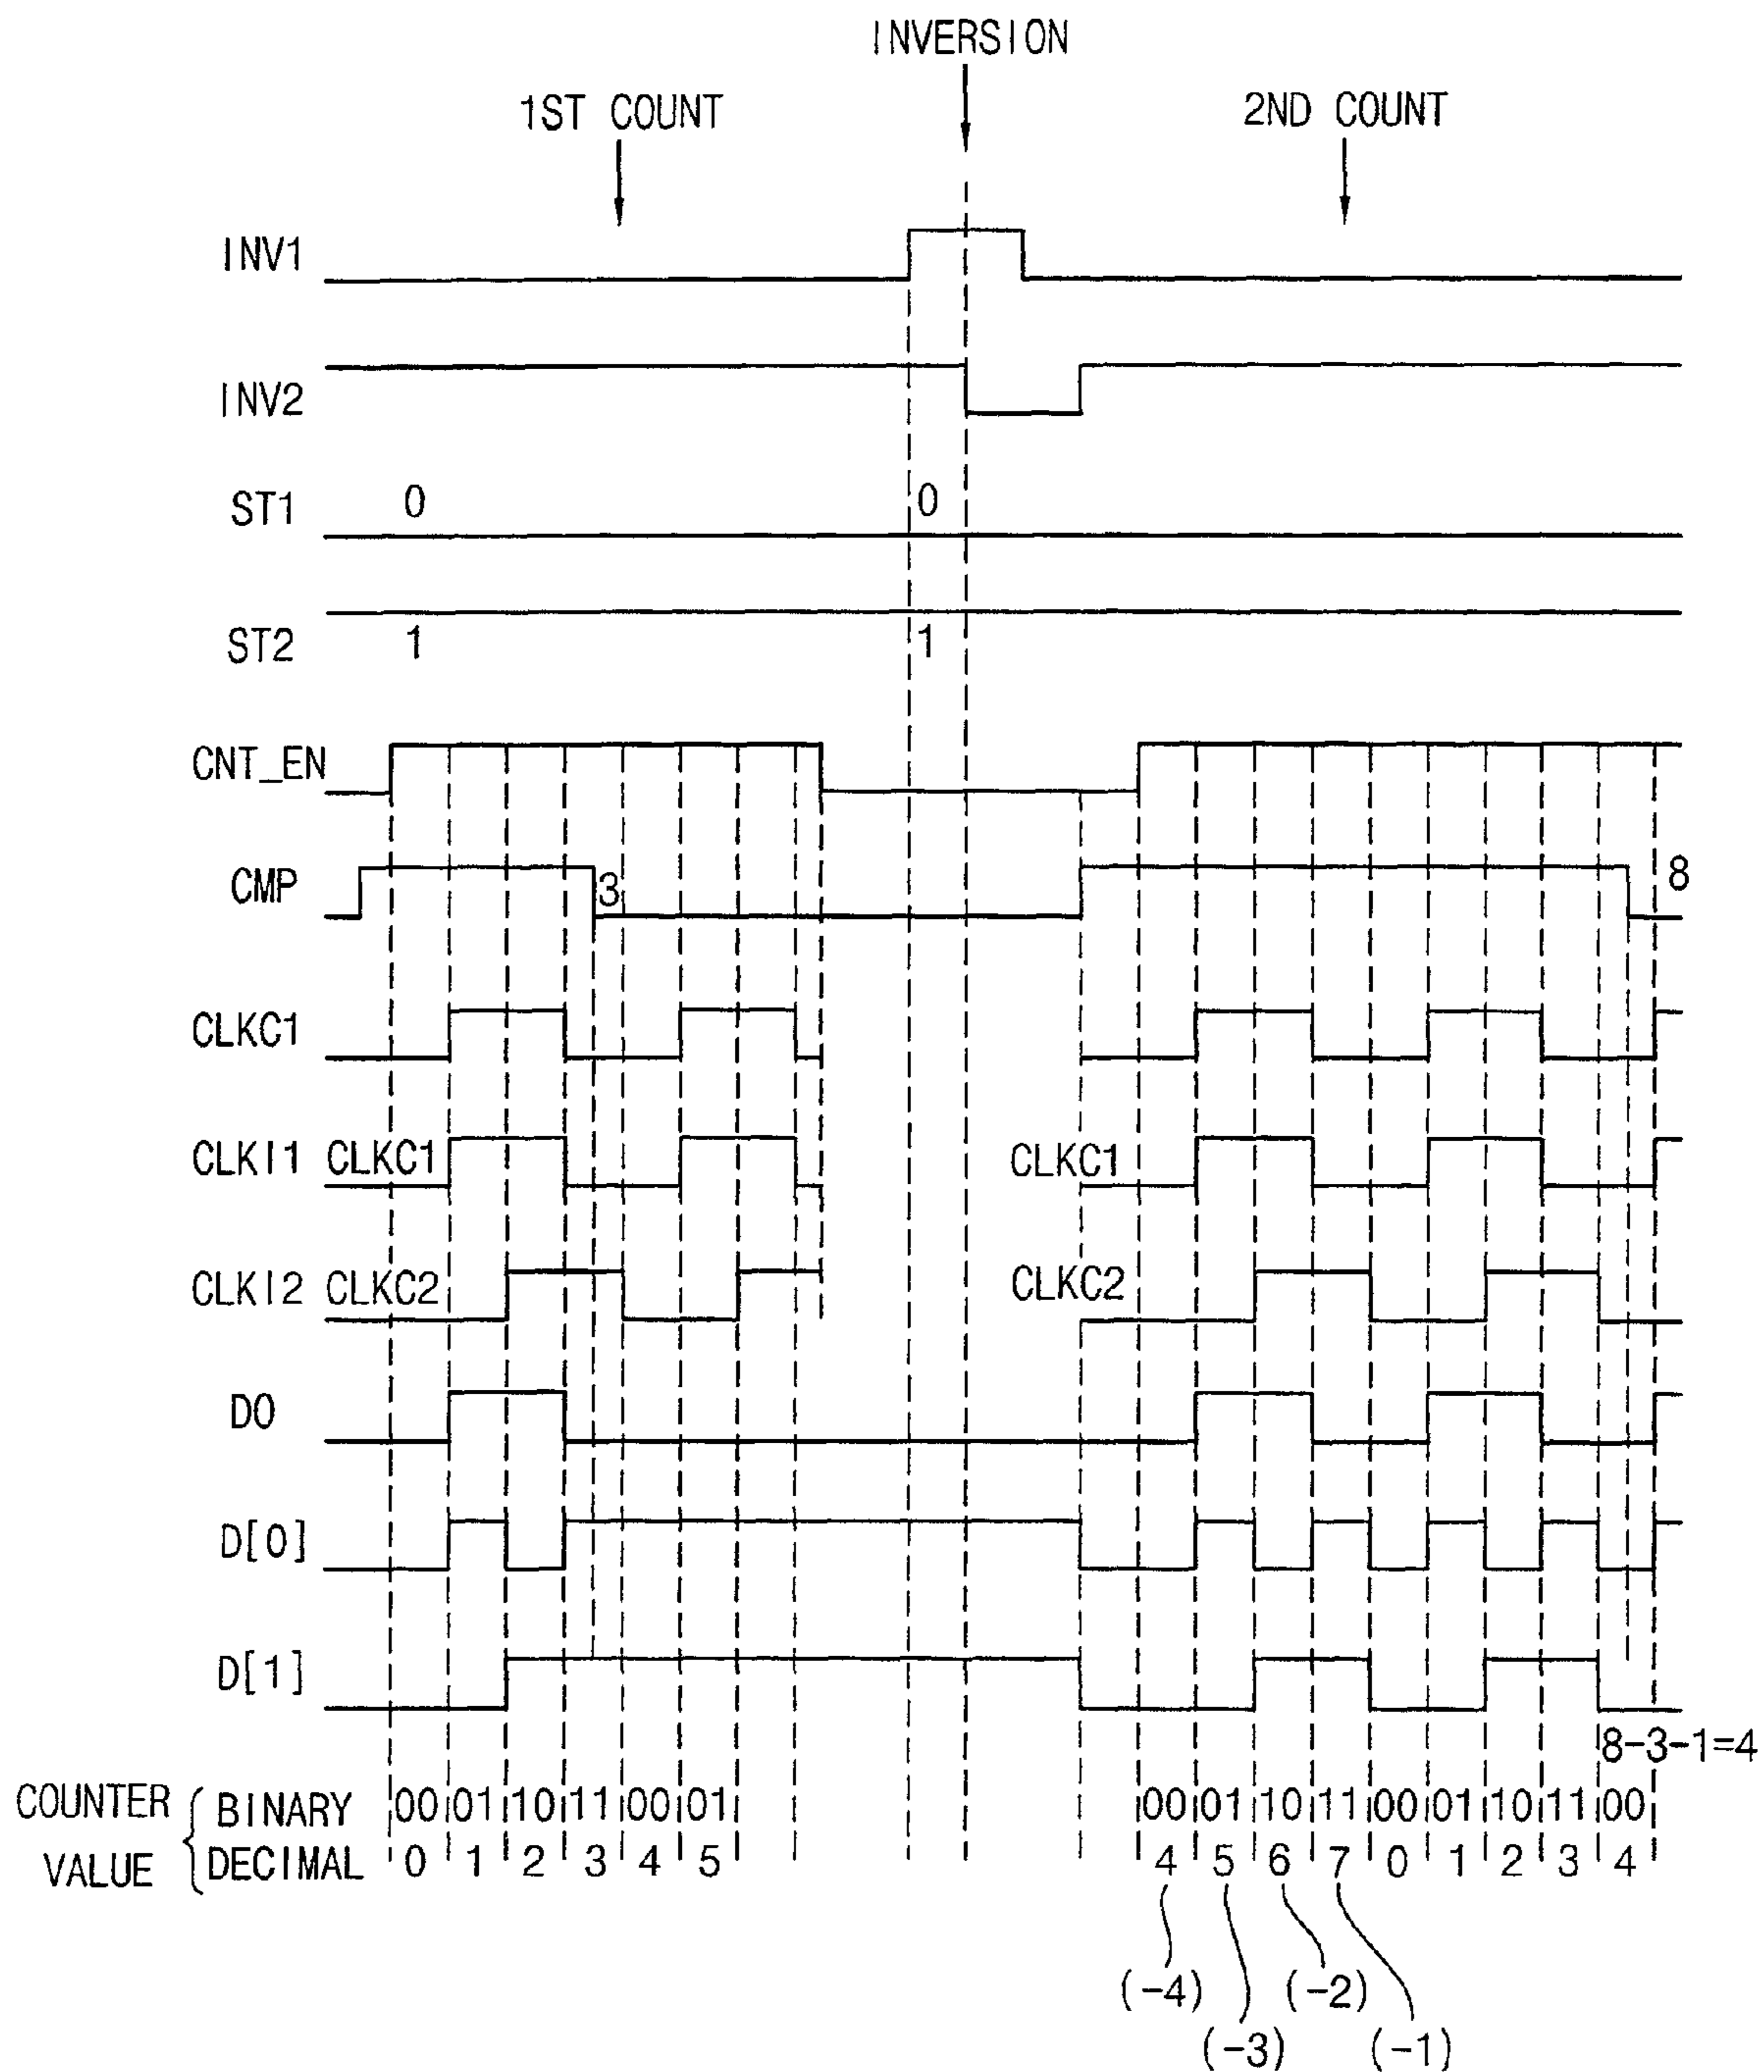 INVERSION
1ST COUNT
2ND COUNT
INV1
INV2
ST1 0 0
ST2 1 1
CNT_EN
CMP 3 8
CLKC1
CLKI1 CLKC1 CLKC1
CLKI2 CLKC2 CLKC2
D0
D[0]
D[1]
8-3-1=4
COUNTER VALUE
BINARY 00 01 10 11 00 01 00 01 10 11 00 01 10 11 00
DECIMAL 0 1 2 3 4 5 4 5 6 7 0 1 2 3 4
(-4) (-2)
(-3) (-1)